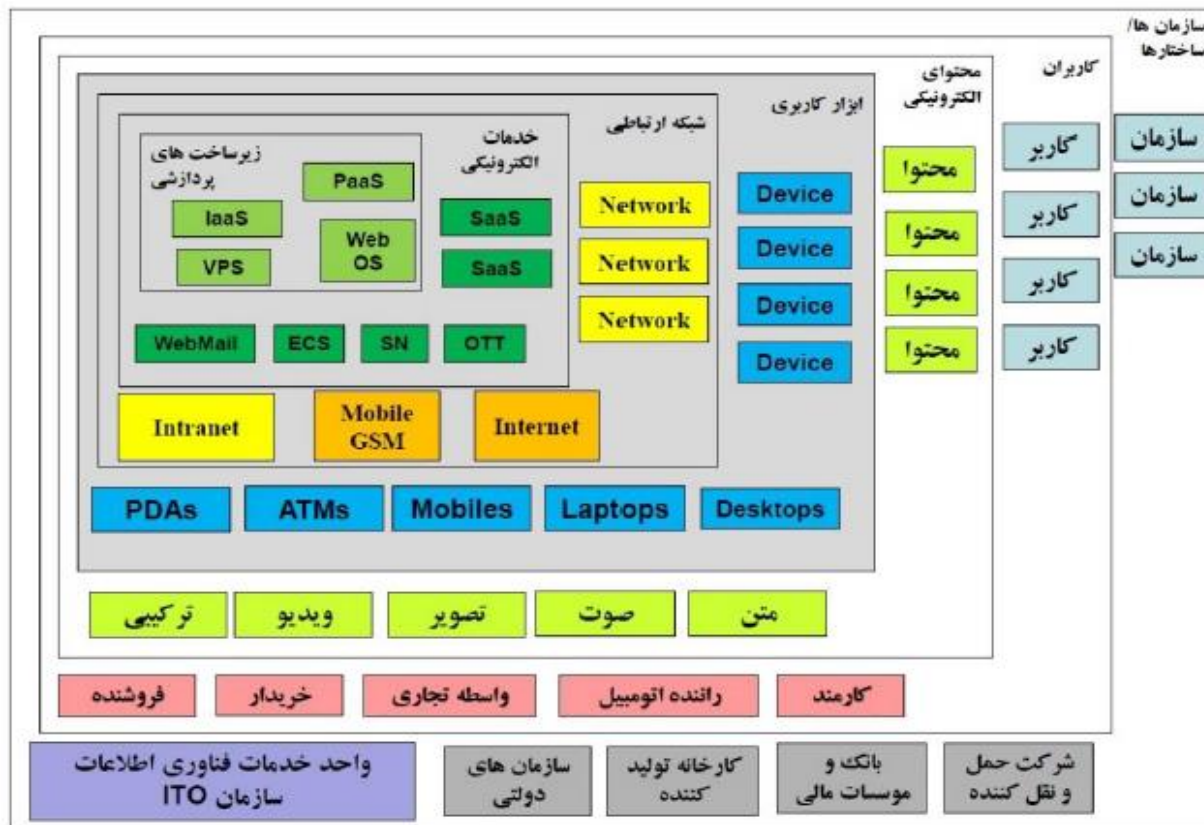 سازمان ها/
ساختارها
کاربران
محتوای
الکترونیکی
ابزار کاربری
شبکه ارتباطی
خدمات
الکترونیکی
زیرساخت های
پردازشی
PaaS
IaaS
Web
OS
VPS
SaaS
SaaS
WebMail
ECS
SN
OTT
Network
Network
Network
Intranet
Mobile
GSM
Internet
Device
Device
Device
Device
PDAs
ATMs
Mobiles
Laptops
Desktops
محتوا
محتوا
محتوا
محتوا
متن
صوت
تصویر
ویدیو
ترکیبی
کاربر
کاربر
کاربر
کاربر
کارمند
راننده اتومبیل
واسطه تجاری
خریدار
فروشنده
سازمان
سازمان
سازمان
شرکت حمل
و نقل کننده
بانک و
موسسات مالی
کارخانه تولید
کننده
سازمان های
دولتی
واحد خدمات فناوری اطلاعات
سازمان ITO